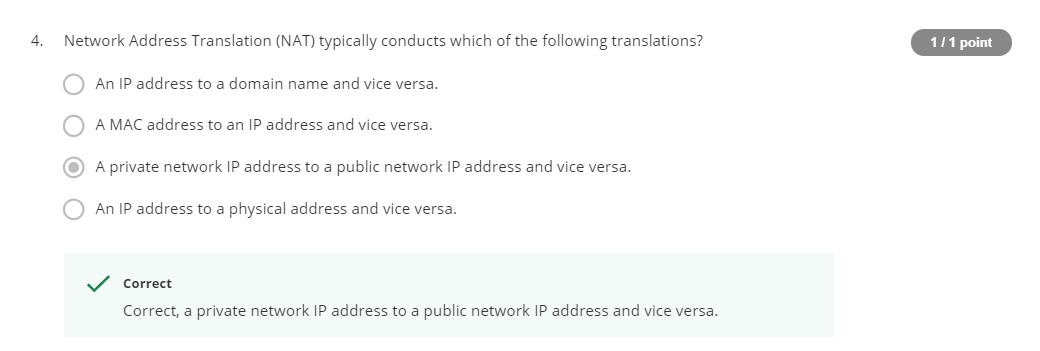 4. Network Address Translation (NAT) typically conducts which of the following translations?
1 / 1 point
An IP address to a domain name and vice versa.
A MAC address to an IP address and vice versa.
A private network IP address to a public network IP address and vice versa.
An IP address to a physical address and vice versa.
Correct
Correct, a private network IP address to a public network IP address and vice versa.